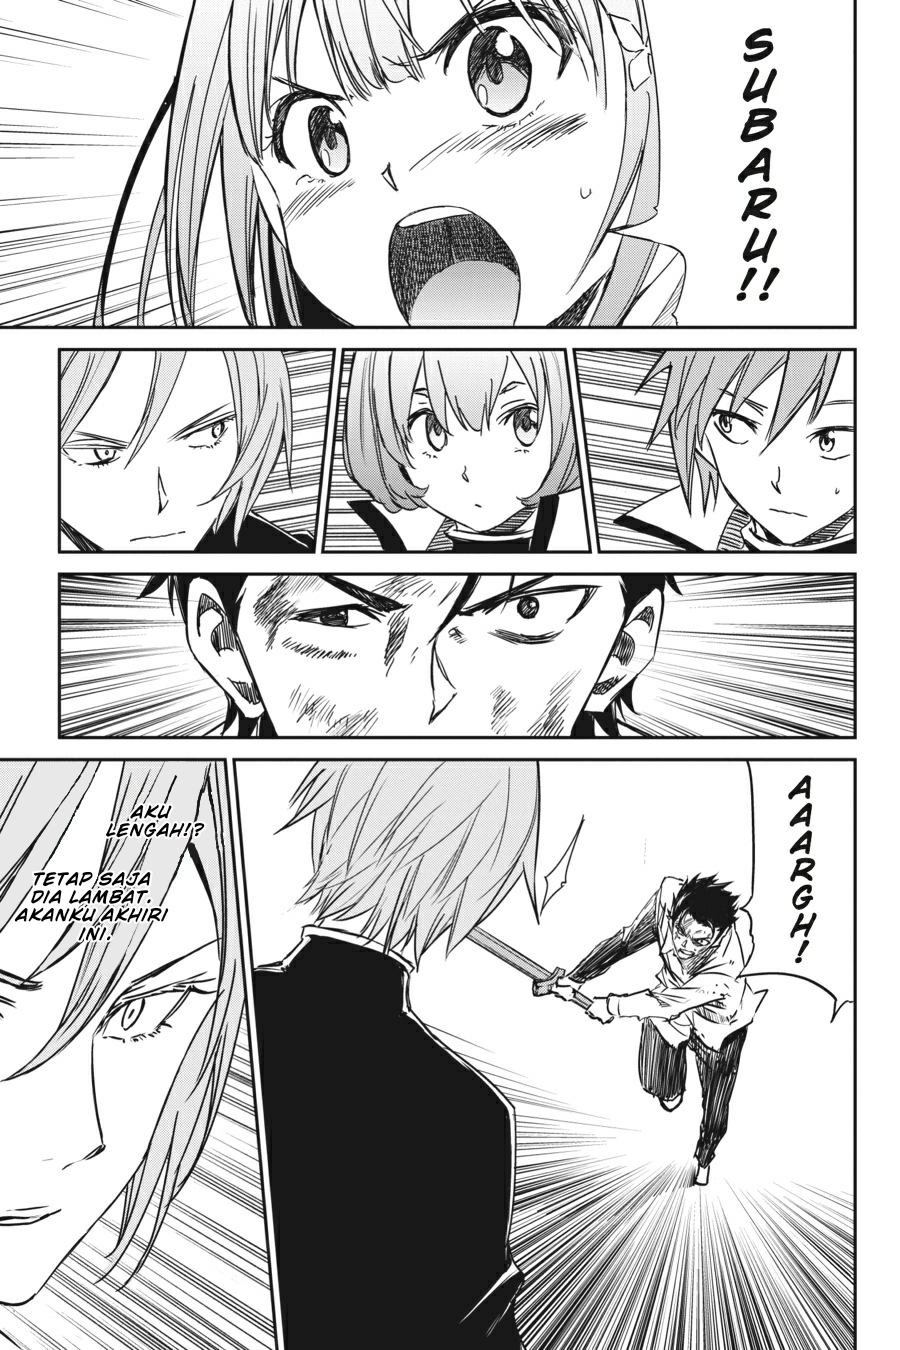 SUBARU!!
AAARGH!
AKU
LENGAH!?
TETAP SAJA
DIA LAMBAT.
AKANKU AKHIRI
INI.